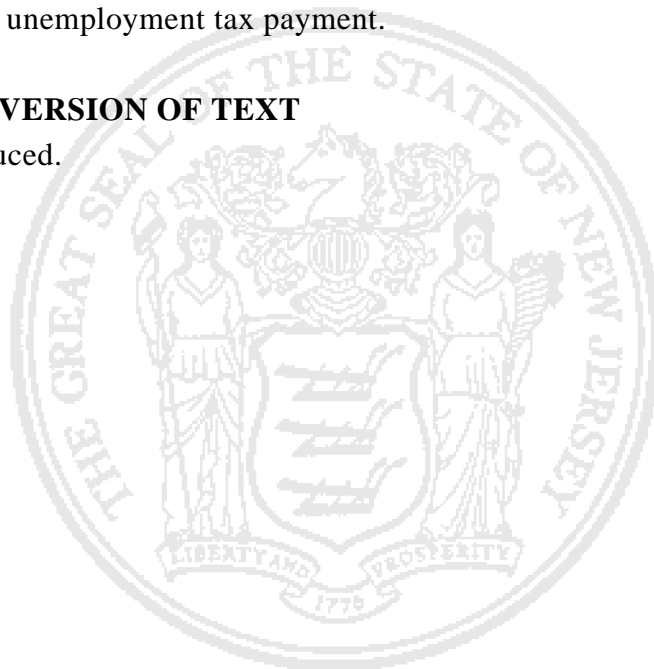 unemployment tax payment.
VERSION OF TEXT
uced.
THE GREAT SEAL OF THE STATE OF NEW JERSEY
LIBERTY AND PROSPERITY
1776